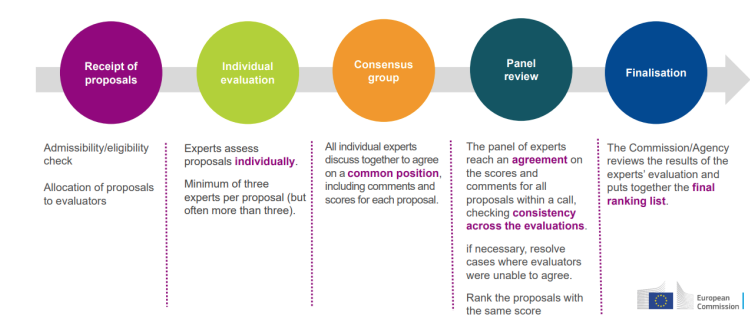 Receipt of
proposals
Individual
evaluation
Consensus
group
Panel
review
Finalisation
Admissibility/eligibility
check
Allocation of proposals
to evaluators
Experts assess
proposals individually.
Minimum of three
experts per proposal (but
often more than three).
All individual experts
discuss together to agree
on a common position,
including comments and
scores for each proposal.
The panel of experts
reach an agreement on
the scores and
comments for all
proposals within a call,
checking consistency
across the evaluations.
if necessary, resolve
cases where evaluators
were unable to agree.
Rank the proposals with
the same score
The Commission/Agency
reviews the results of the
experts' evaluation and
puts together the final
ranking list.
European
Commission